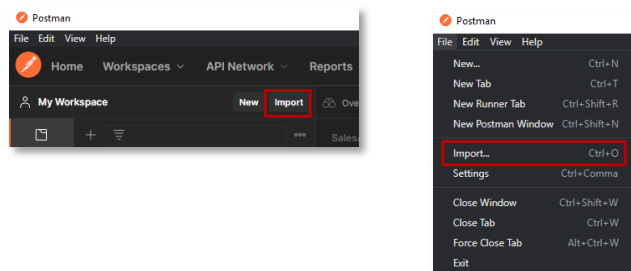 Postman
File Edit View Help
Home Workspaces API Network Reports
My Workspace New Import Ove
Sales
Postman
File Edit View Help
New... Ctrl+N
New Tab Ctrl+T
New Runner Tab Ctrl+Shift+R
New Postman Window Ctrl+Shift+N
Import... Ctrl+O
Settings Ctrl+Comma
Close Window Ctrl+Shift+W
Close Tab Ctrl+W
Force Close Tab Alt+Ctrl+W
Exit